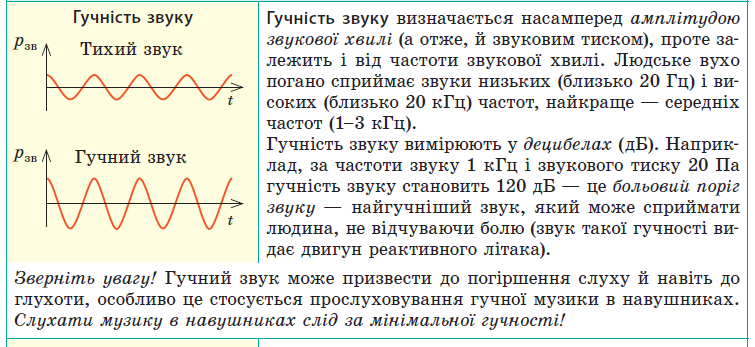 Гучність звуку
p зв
Тихий звук
t
p зв
Гучний звук
t
Гучність звуку визначається насамперед амплітудою
звукової хвилі (а отже, й звуковим тиском), проте за-
лежить і від частоти звукової хвилі. Людське вухо
погано сприймає звуки низьких (близько 20 Гц) і ви-
соких (близько 20 кГц) частот, найкраще — середніх
частот (1–3 кГц).
Гучність звуку вимірюють у децибелах (дБ). Наприк-
лад, за частоти звуку 1 кГц і звукового тиску 20 Па
гучність звуку становить 120 дБ — це больовий поріг
звуку — найгучніший звук, який може сприймати
людина, не відчуваючи болю (звук такої гучності ви-
дає двигун реактивного літака).
Зверніть увагу! Гучний звук може призвести до погіршення слуху й навіть до
глухоти, особливо це стосується прослуховування гучної музики в навушниках.
Слухати музику в навушниках слід за мінімальної гучності!